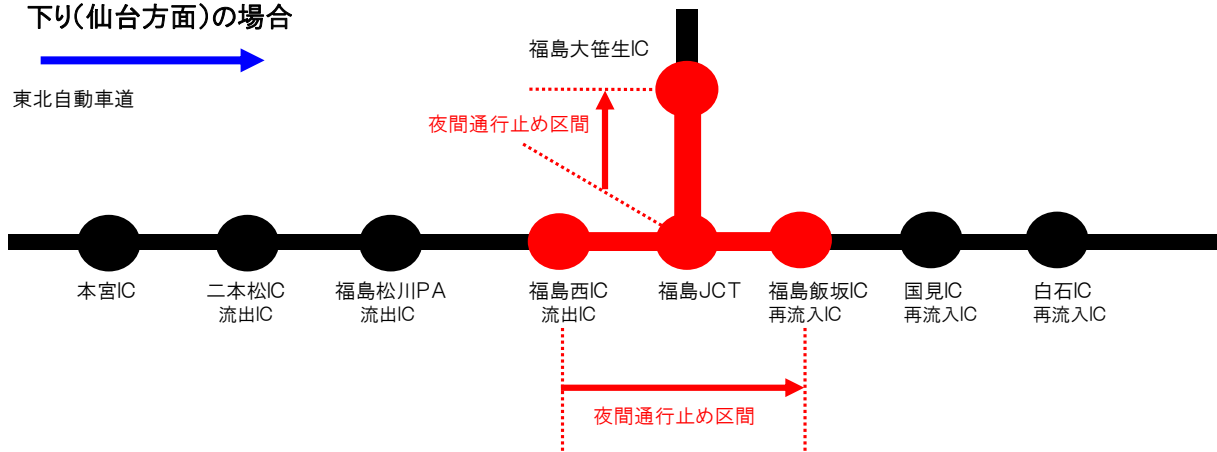 下り(仙台方面)の場合
東北自動車道
福島大笹生IC
夜間通行止め区間
本宮IC
二本松IC
流出IC
福島松川PA
流出IC
福島西IC
流出IC
福島JCT
福島飯坂IC
再流入IC
国見IC
再流入IC
白石IC
再流入IC
夜間通行止め区間